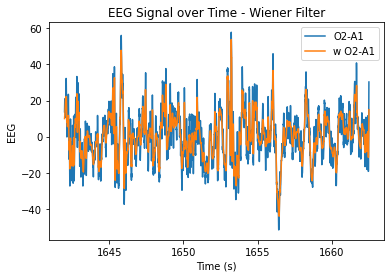 EEG Signal over Time - Wiener Filter
O2-A1
w O2-A1
60
40
20
0
−20
−40
EEG
1645
1650
1655
1660
Time (s)